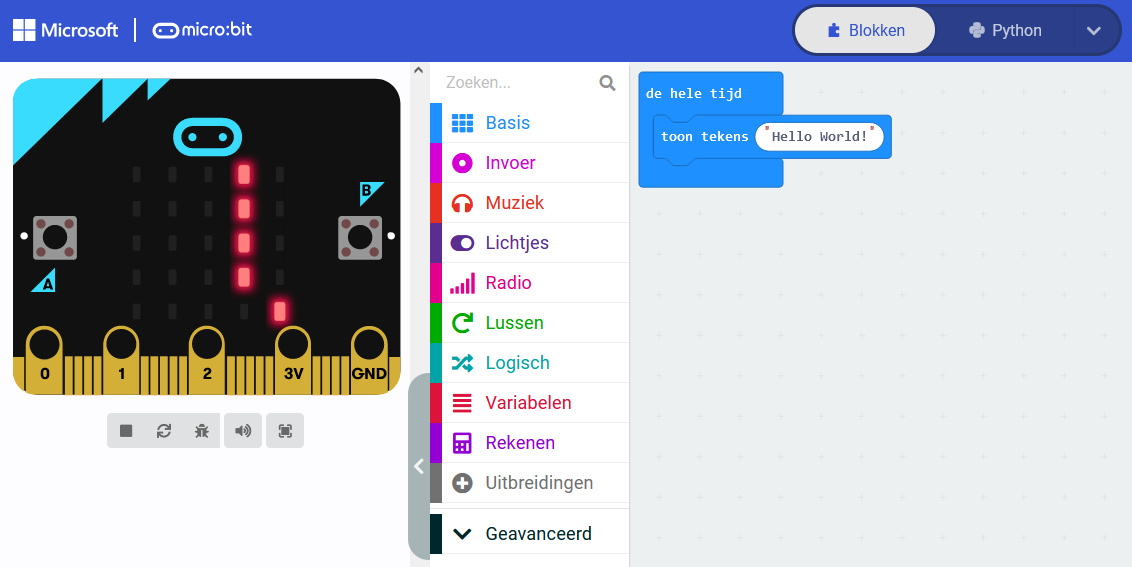 Microsoft micro:bit Blokken Python
Zoeken...
Basis
Invoer
Muziek
Lichtjes
Radio
Lussen
Logisch
Variabelen
Rekenen
Uitbreidingen
Geavanceerd
B
A
0 1 2 3V GND
de hele tijd
toon tekens "Hello World!"